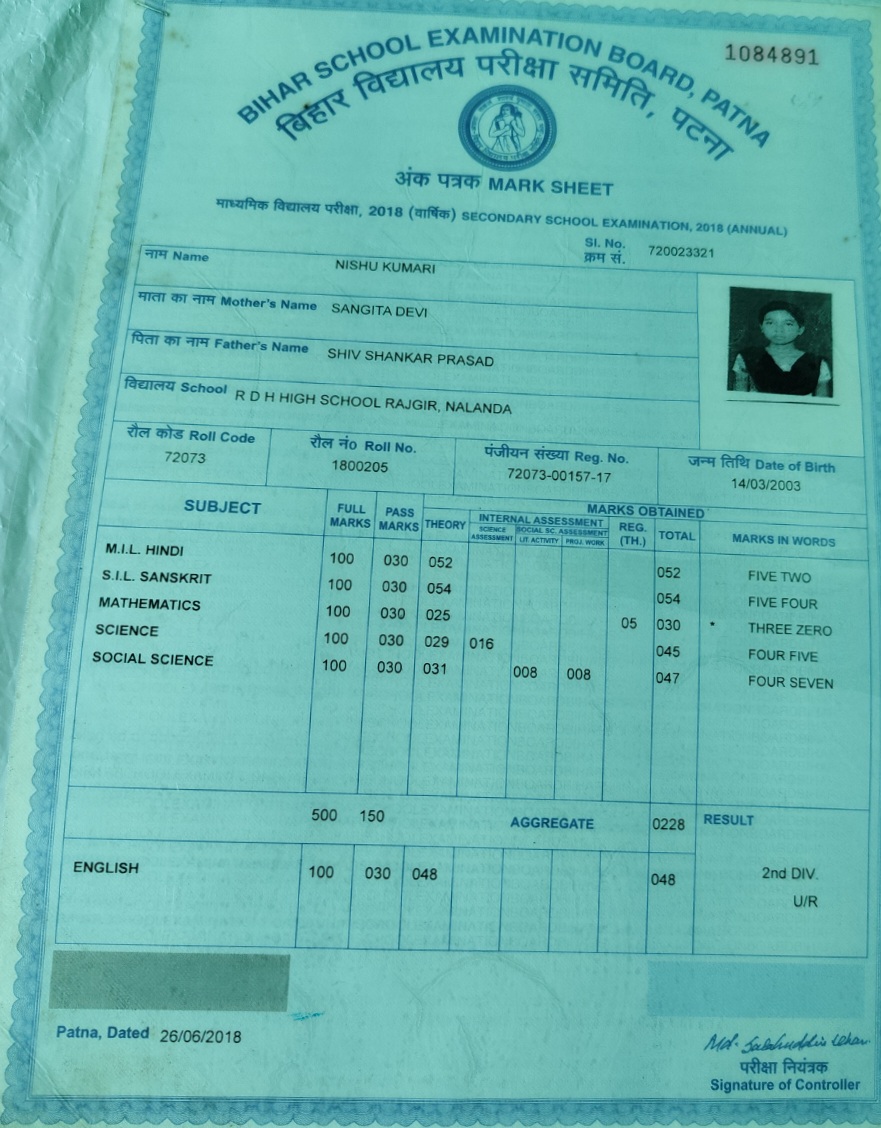 1084891
BIHAR SCHOOL EXAMINATION BOARD, PATNA
बिहार विद्यालय परीक्षा समिति, पटना
अंक पत्रक MARK SHEET
माध्यमिक विद्यालय परीक्षा, 2018 (वार्षिक) SECONDARY SCHOOL EXAMINATION, 2018 (ANNUAL)
Sl. No.
क्रम सं. 720023321
नाम Name NISHU KUMARI
माता का नाम Mother's Name SANGITA DEVI
पिता का नाम Father's Name SHIV SHANKAR PRASAD
विद्यालय School R D H HIGH SCHOOL RAJGIR, NALANDA
रौल कोड Roll Code रौल नं० Roll No. पंजीयन संख्या Reg. No. जन्म तिथि Date of Birth
72073 1800205 72073-00157-17 14/03/2003
SUBJECT FULL MARKS PASS MARKS MARKS OBTAINED
THEORY INTERNAL ASSESSMENT REG. (TH.) TOTAL MARKS IN WORDS
SCIENCE ASSESSMENT SOCIAL SC. ASSESSMENT
LIT. ACTIVITY PROJ. WORK
M.I.L. HINDI 100 030 052 052 FIVE TWO
S.I.L. SANSKRIT 100 030 054 054 FIVE FOUR
MATHEMATICS 100 030 025 05 030 * THREE ZERO
SCIENCE 100 030 029 016 045 FOUR FIVE
SOCIAL SCIENCE 100 030 031 008 008 047 FOUR SEVEN
500 150 AGGREGATE 0228 RESULT
ENGLISH 100 030 048 048 2nd DIV.
U/R
Patna, Dated 26/06/2018
परीक्षा नियंत्रक
Signature of Controller